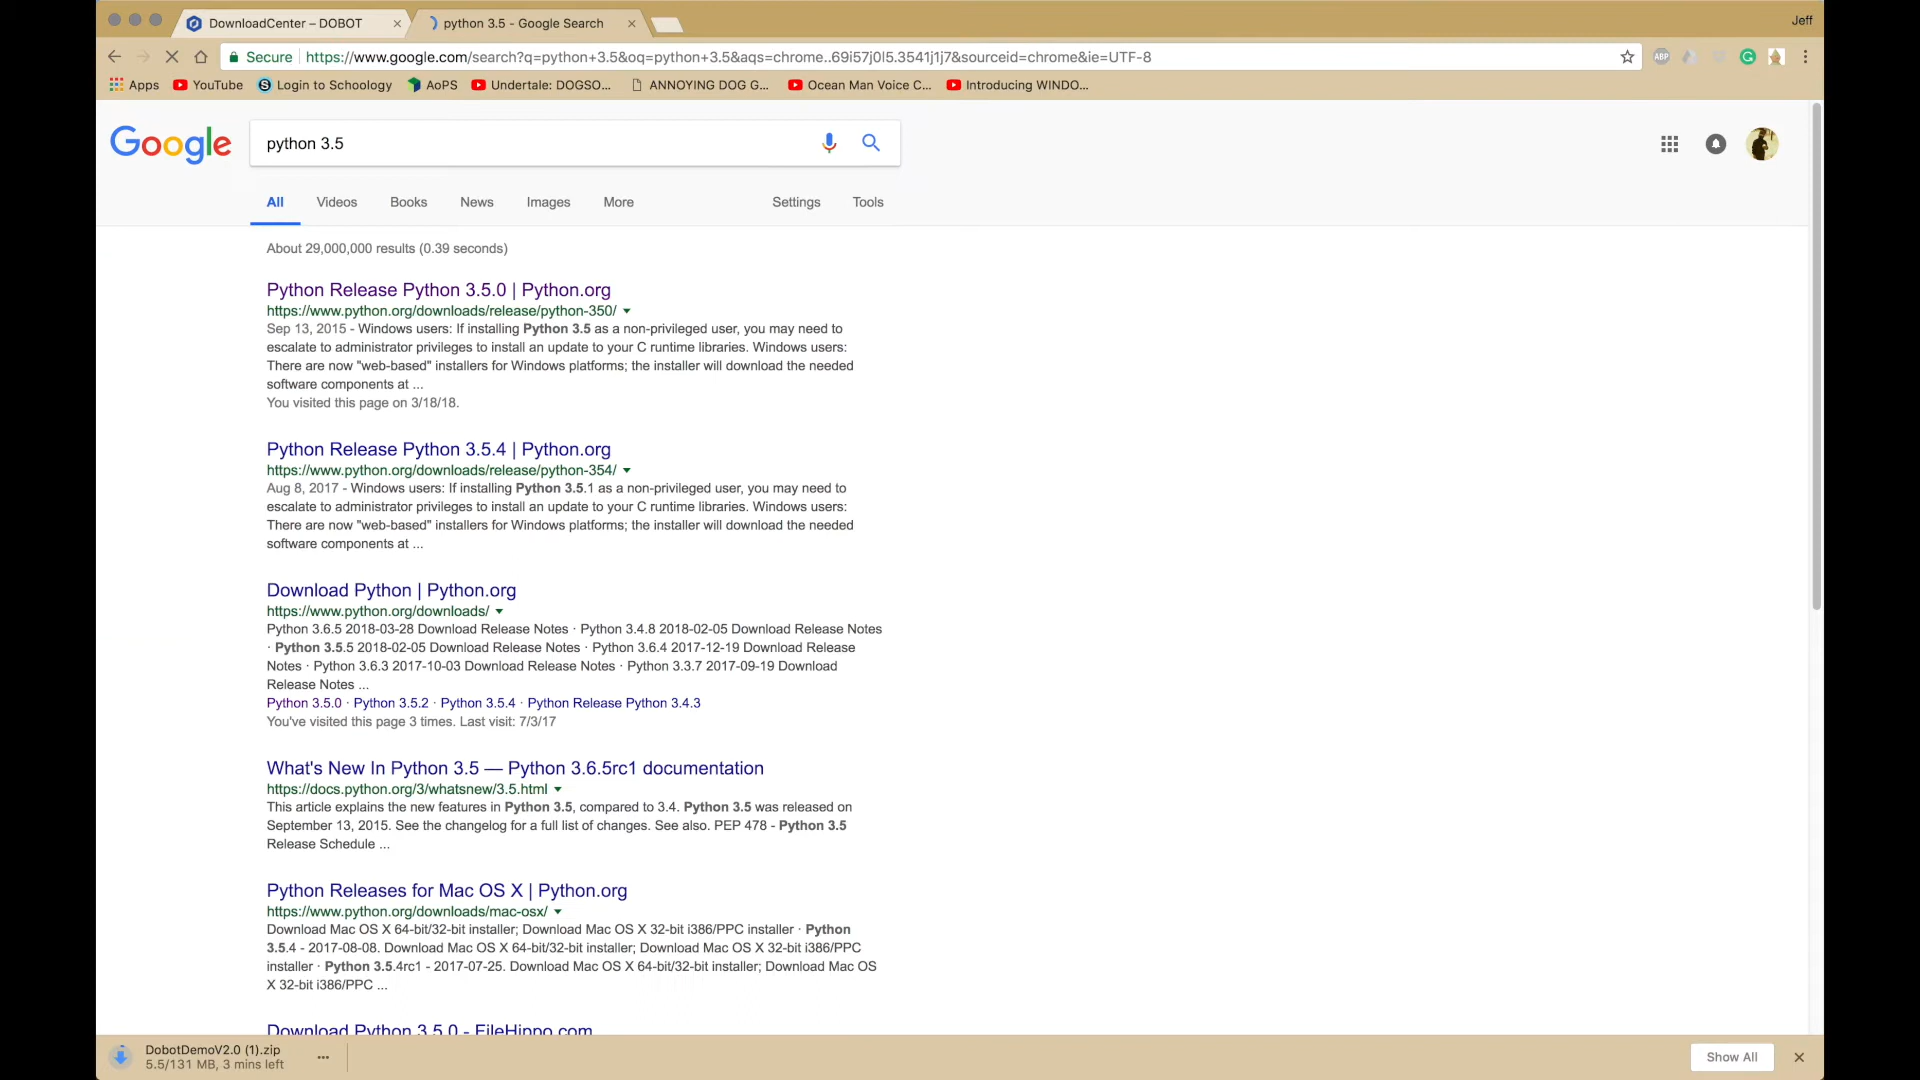 DownloadCenter – DOBOT
python 3.5 - Google Search
Jeff
Secure
https://www.google.com/search?q=python+3.5&oq=python+3.5&aqs=chrome..69i57j0l5.3541j1j7&sourceid=chrome&ie=UTF-8
ABP
Apps
YouTube
Login to Schoology
AoPS
Undertale: DOGSO...
ANNOYING DOG G...
Ocean Man Voice C...
Introducing WINDO...
Google
python 3.5
All
Videos
Books
News
Images
More
Settings
Tools
About 29,000,000 results (0.39 seconds)
Python Release Python 3.5.0 | Python.org
https://www.python.org/downloads/release/python-350/
Sep 13, 2015 - Windows users: If installing Python 3.5 as a non-privileged user, you may need to
escalate to administrator privileges to install an update to your C runtime libraries. Windows users:
There are now "web-based" installers for Windows platforms; the installer will download the needed
software components at ...
You visited this page on 3/18/18.
Python Release Python 3.5.4 | Python.org
https://www.python.org/downloads/release/python-354/
Aug 8, 2017 - Windows users: If installing Python 3.5.1 as a non-privileged user, you may need to
escalate to administrator privileges to install an update to your C runtime libraries. Windows users:
There are now "web-based" installers for Windows platforms; the installer will download the needed
software components at ...
Download Python | Python.org
https://www.python.org/downloads/
Python 3.6.5 2018-03-28 Download Release Notes · Python 3.4.8 2018-02-05 Download Release Notes
· Python 3.5.5 2018-02-05 Download Release Notes · Python 3.6.4 2017-12-19 Download Release
Notes · Python 3.6.3 2017-10-03 Download Release Notes · Python 3.3.7 2017-09-19 Download
Release Notes ...
Python 3.5.0 · Python 3.5.2 · Python 3.5.4 · Python Release Python 3.4.3
You've visited this page 3 times. Last visit: 7/3/17
What's New In Python 3.5 — Python 3.6.5rc1 documentation
https://docs.python.org/3/whatsnew/3.5.html
This article explains the new features in Python 3.5, compared to 3.4. Python 3.5 was released on
September 13, 2015. See the changelog for a full list of changes. See also. PEP 478 - Python 3.5
Release Schedule ...
Python Releases for Mac OS X | Python.org
https://www.python.org/downloads/mac-osx/
Download Mac OS X 64-bit/32-bit installer; Download Mac OS X 32-bit i386/PPC installer · Python
3.5.4 - 2017-08-08. Download Mac OS X 64-bit/32-bit installer; Download Mac OS X 32-bit i386/PPC
installer · Python 3.5.4rc1 - 2017-07-25. Download Mac OS X 64-bit/32-bit installer; Download Mac OS
X 32-bit i386/PPC ...
Download Python 3.5.0 - FileHippo.com
DobotDemoV2.0 (1).zip
5.5/131 MB, 3 mins left
Show All